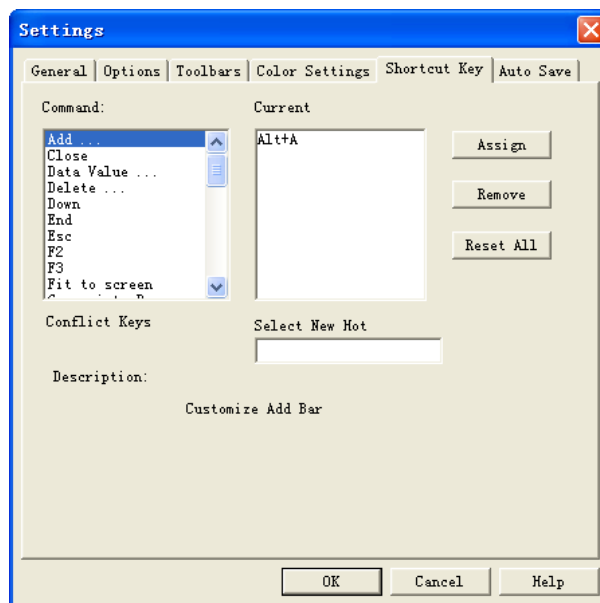 Settings
General Options Toolbars Color Settings Shortcut Key Auto Save
Command: Current
Add ... Alt+A Assign
Close
Data Value ...
Delete ... Remove
Down
End
Esc Reset All
F2
F3
Fit to screen
Conflict Keys Select New Hot
Description:
Customize Add Bar
OK Cancel Help